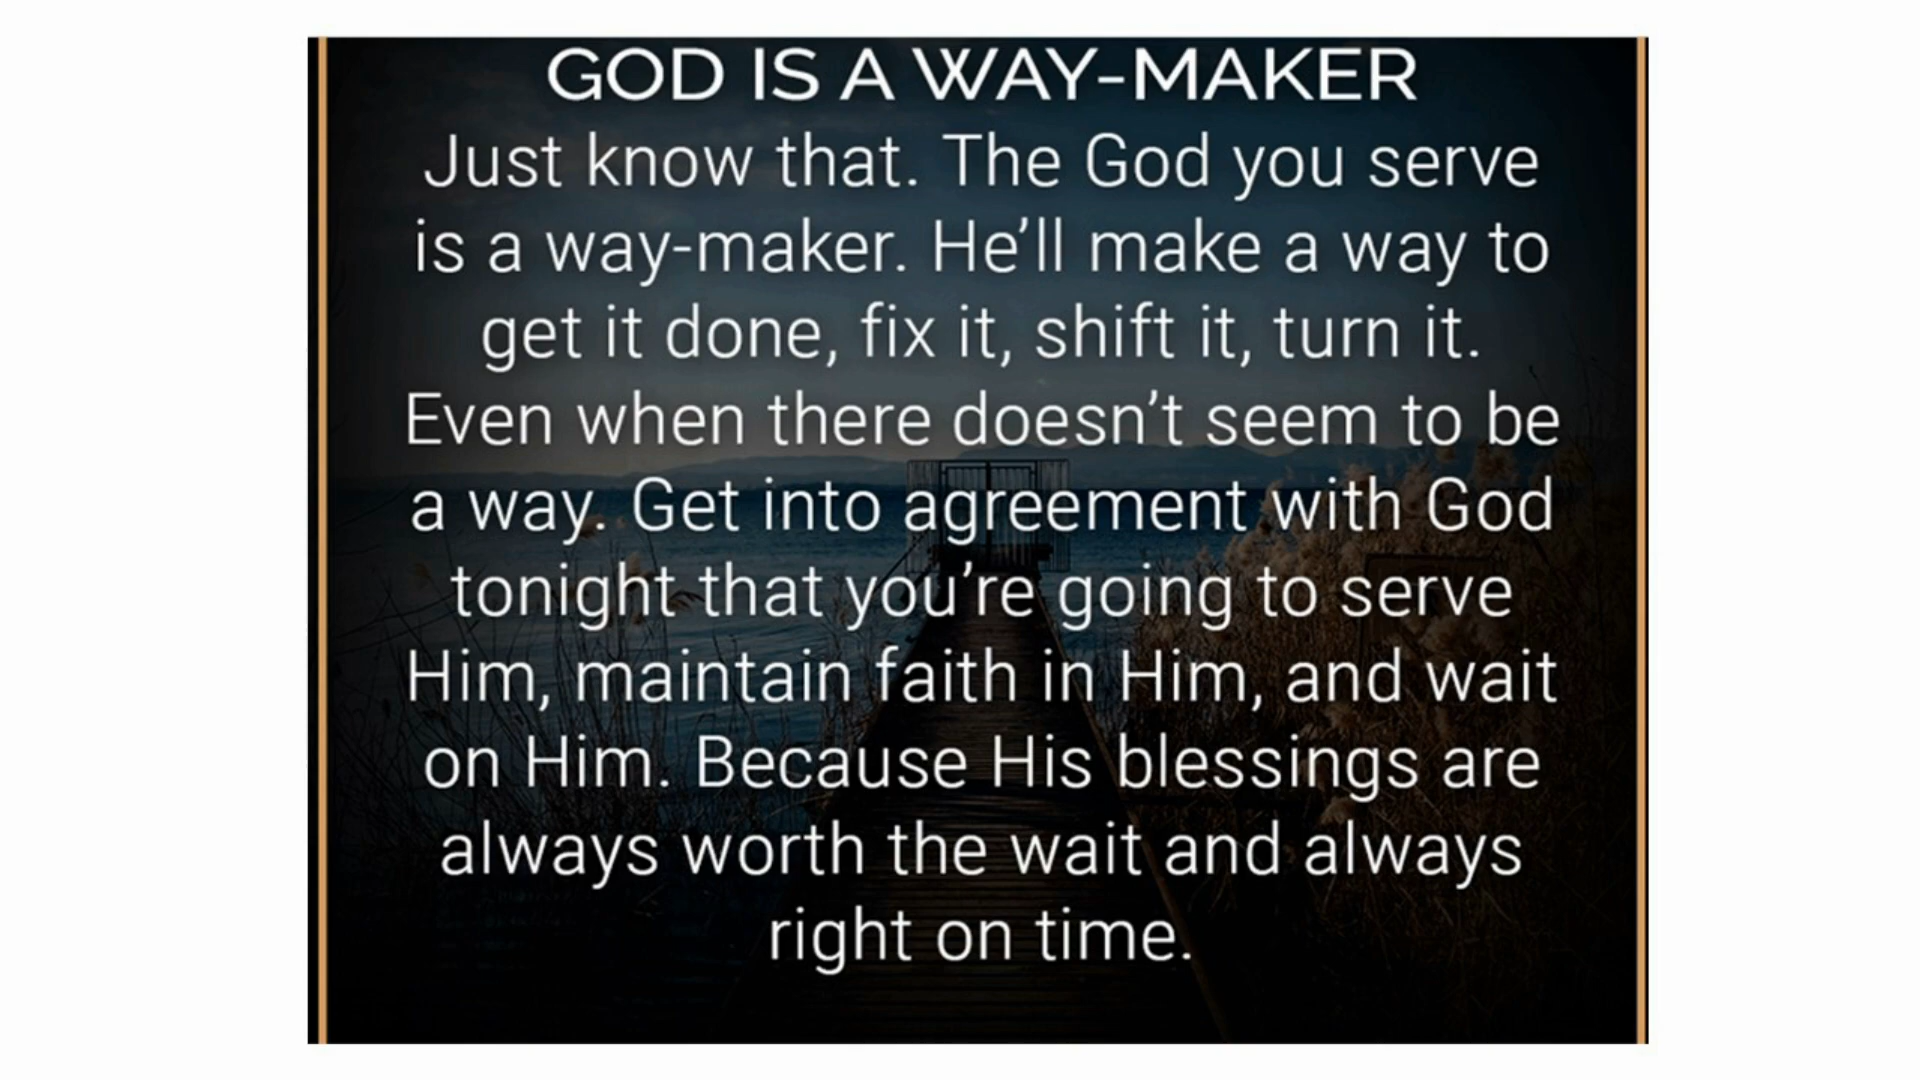 GOD IS A WAY-MAKER
Just know that. The God you serve
is a way-maker. He’ll make a way to
get it done, fix it, shift it, turn it.
Even when there doesn’t seem to be
a way. Get into agreement with God
tonight that you’re going to serve
Him, maintain faith in Him, and wait
on Him. Because His blessings are
always worth the wait and always
right on time.